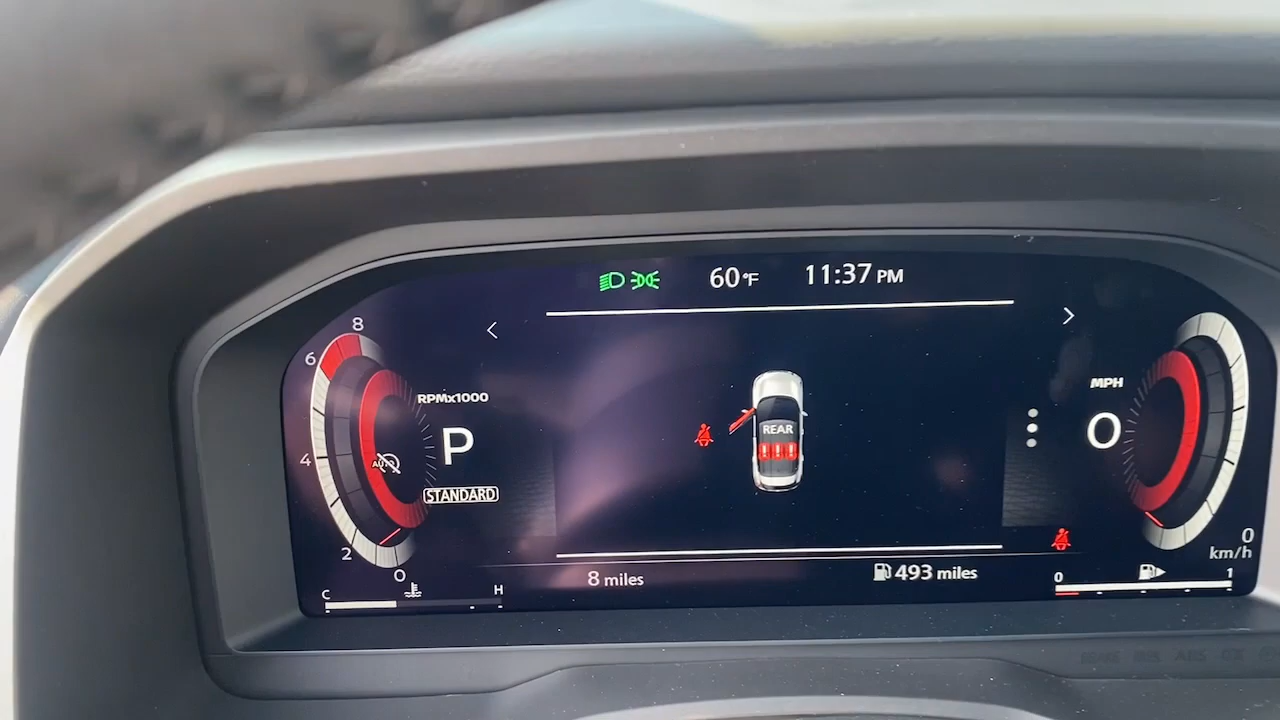 60°F 11:37 PM
8
6
RPMx1000
MPH
REAR
P
0
4
AUTO
STANDARD
2
0
km/h
0
8 miles
493 miles
0 1
C H